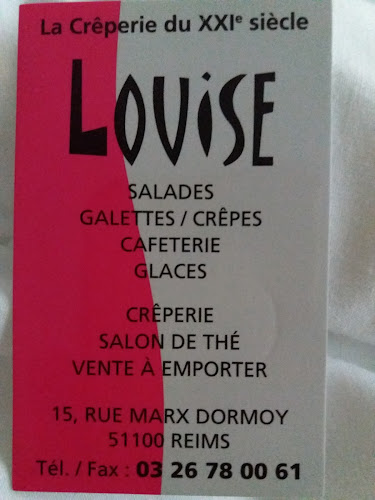 La Crêperie du XXIe siècle
LOUiSE
SALADES
GALETTES / CRÊPES
CAFETERIE
GLACES
CRÊPERIE
SALON DE THÉ
VENTE À EMPORTER
15, RUE MARX DORMOY
51100 REIMS
Tél. / Fax : 03 26 78 00 61